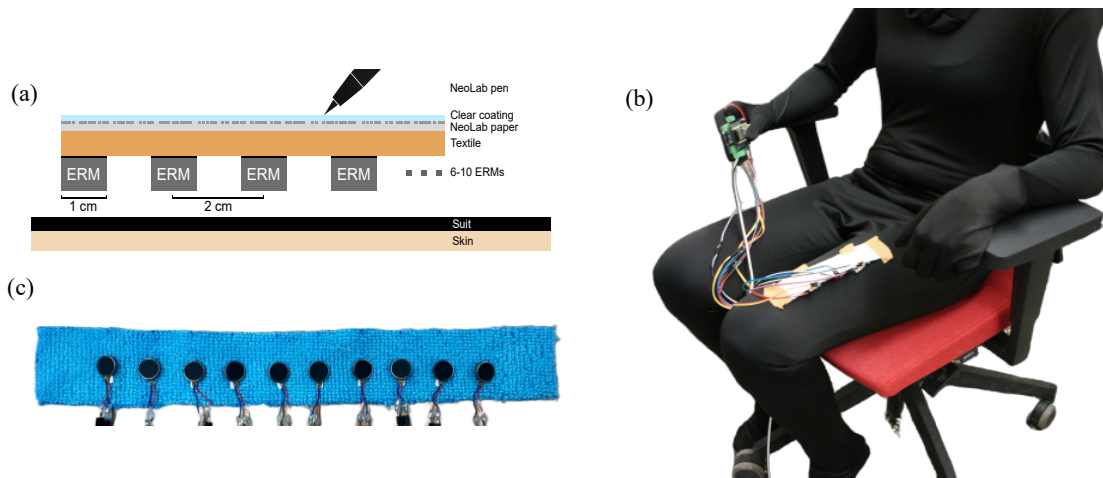 (a)
NeoLab pen
Clear coating
NeoLab paper
Textile
ERM ERM ERM ERM
6-10 ERMs
1 cm
2 cm
Suit
Skin
(b)
(c)